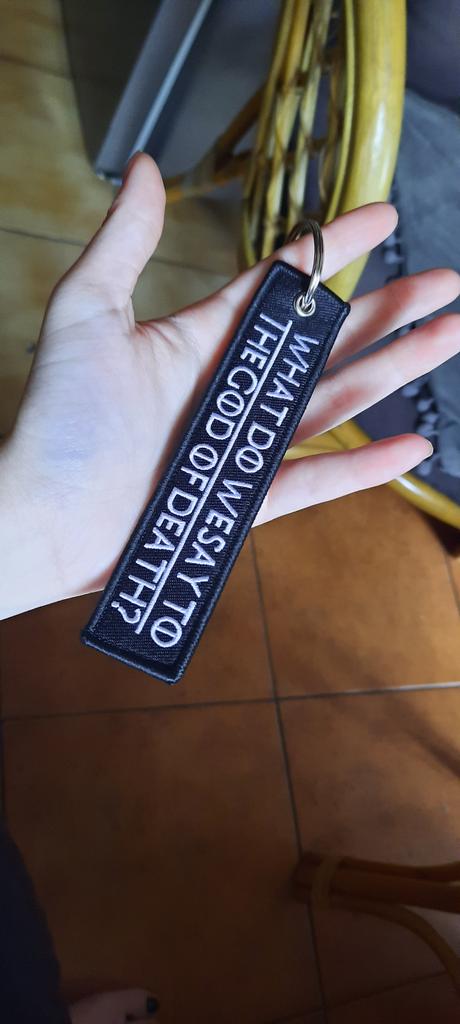 WHAT DO WE SAY TO
THE GOD OF DEATH?